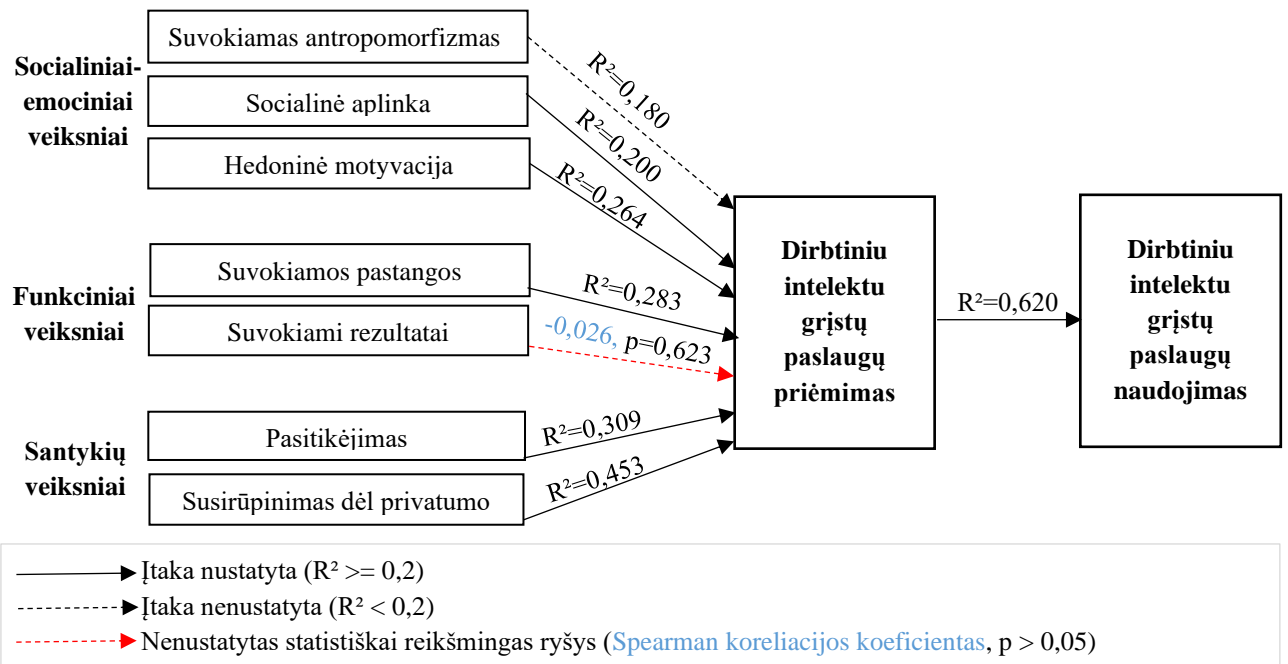 Socialiniai-
emociniai
veiksniai
Suvokiamas antropomorfizmas
Socialinė aplinka
Hedoninė motyvacija
R²=0,180
R²=0,200
R²=0,264
Funkciniai
veiksniai
Suvokiamos pastangos
Suvokiami rezultatai
R²=0,283
-0,026, p=0,623
Santykių
veiksniai
Pasitikėjimas
Susirūpinimas dėl privatumo
R²=0,309
R²=0,453
Dirbtiniu
intelektu
grįstų
paslaugų
priėmimas
R²=0,620
Dirbtiniu
intelektu
grįstų
paslaugų
naudojimas
Įtaka nustatyta (R² >= 0,2)
Įtaka nenustatyta (R² < 0,2)
Nenustatytas statistiškai reikšmingas ryšys (Spearman koreliacijos koeficientas, p > 0,05)